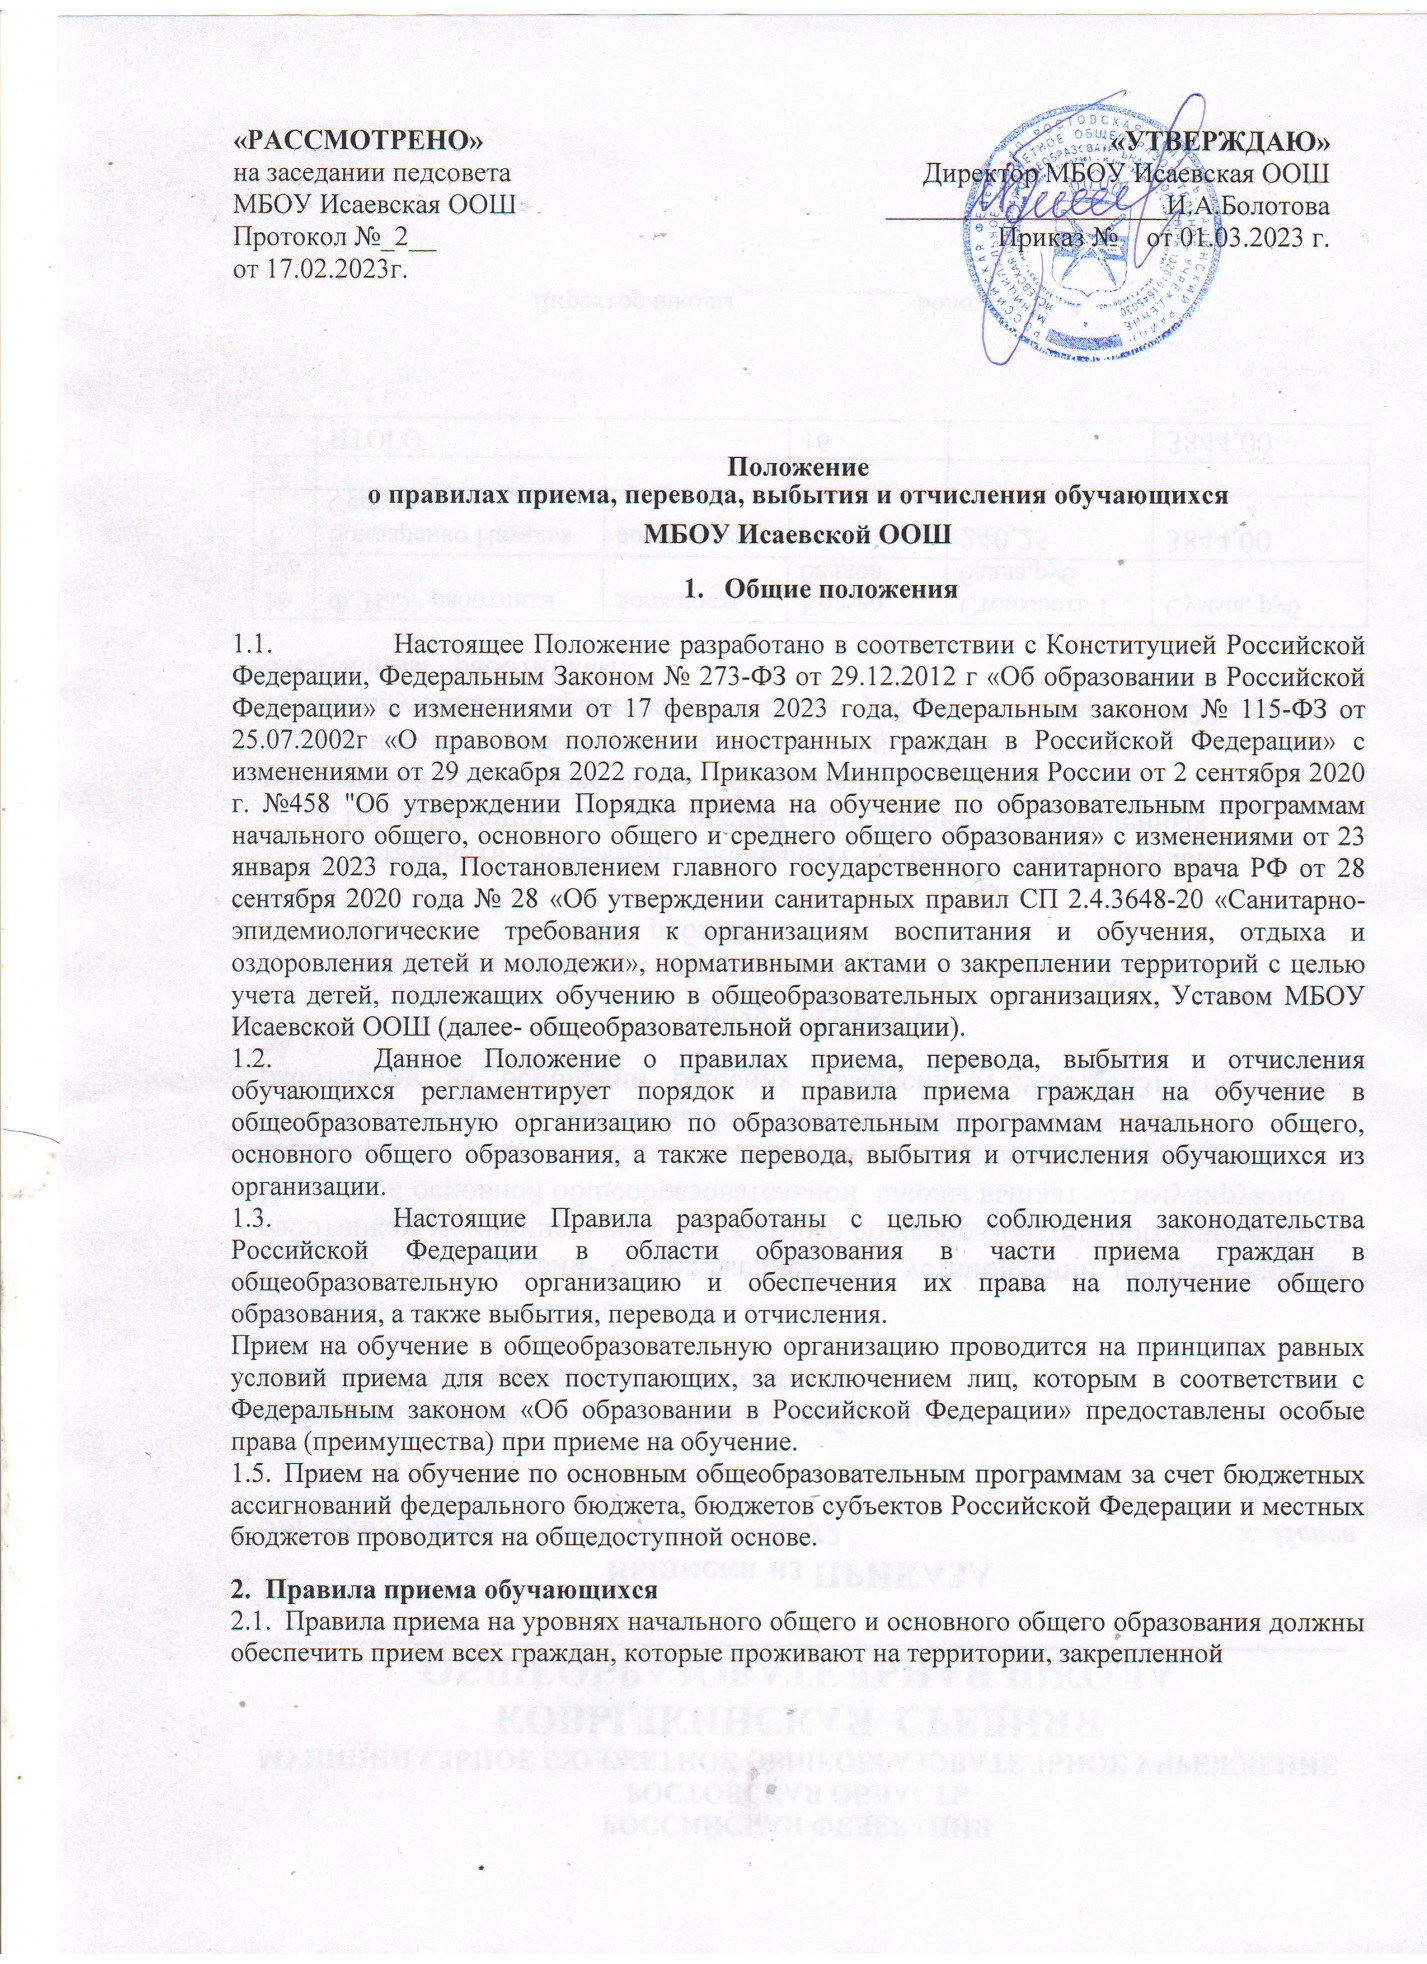 «РАССМОТРЕНО»
на заседании педсовета
МБОУ Исаевская ООШ
Протокол №_2__
от 17.02.2023г.
«УТВЕРЖДАЮ»
Директор МБОУ Исаевская ООШ
____________________И.А.Болотова
Приказ № от 01.03.2023 г.
Положение
о правилах приема, перевода, выбытия и отчисления обучающихся
МБОУ Исаевской ООШ
1. Общие положения
1.1. Настоящее Положение разработано в соответствии с Конституцией Российской
Федерации, Федеральным Законом № 273-ФЗ от 29.12.2012 г «Об образовании в Российской
Федерации» с изменениями от 17 февраля 2023 года, Федеральным законом № 115-ФЗ от
25.07.2002г «О правовом положении иностранных граждан в Российской Федерации» с
изменениями от 29 декабря 2022 года, Приказом Минпросвещения России от 2 сентября 2020
г. №458 "Об утверждении Порядка приема на обучение по образовательным программам
начального общего, основного общего и среднего общего образования» с изменениями от 23
января 2023 года, Постановлением главного государственного санитарного врача РФ от 28
сентября 2020 года № 28 «Об утверждении санитарных правил СП 2.4.3648-20 «Санитарно-
эпидемиологические требования к организациям воспитания и обучения, отдыха и
оздоровления детей и молодежи», нормативными актами о закреплении территорий с целью
учета детей, подлежащих обучению в общеобразовательных организациях, Уставом МБОУ
Исаевской ООШ (далее- общеобразовательной организации).
1.2. Данное Положение о правилах приема, перевода, выбытия и отчисления
обучающихся регламентирует порядок и правила приема граждан на обучение в
общеобразовательную организацию по образовательным программам начального общего,
основного общего образования, а также перевода, выбытия и отчисления обучающихся из
организации.
1.3. Настоящие Правила разработаны с целью соблюдения законодательства
Российской Федерации в области образования в части приема граждан в
общеобразовательную организацию и обеспечения их права на получение общего
образования, а также выбытия, перевода и отчисления.
Прием на обучение в общеобразовательную организацию проводится на принципах равных
условий приема для всех поступающих, за исключением лиц, которым в соответствии с
Федеральным законом «Об образовании в Российской Федерации» предоставлены особые
права (преимущества) при приеме на обучение.
1.5. Прием на обучение по основным общеобразовательным программам за счет бюджетных
ассигнований федерального бюджета, бюджетов субъектов Российской Федерации и местных
бюджетов проводится на общедоступной основе.
2. Правила приема обучающихся
2.1. Правила приема на уровнях начального общего и основного общего образования должны
обеспечить прием всех граждан, которые проживают на территории, закрепленной